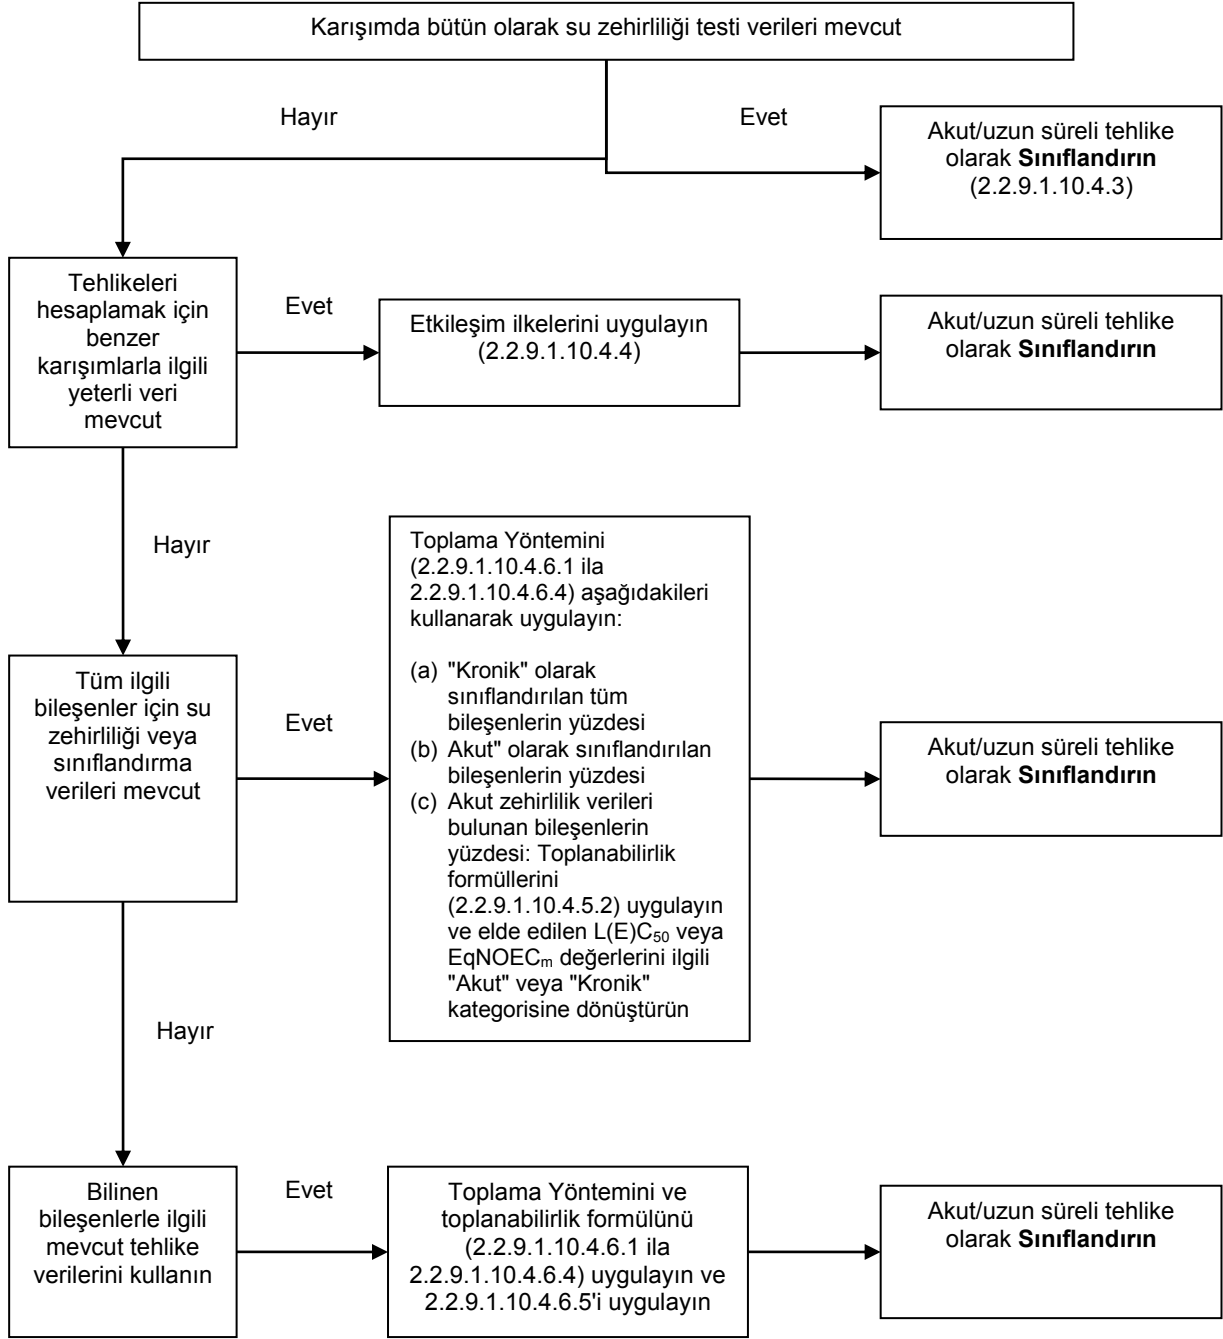 Karışımda bütün olarak su zehirliliği testi verileri mevcut
Hayır
Evet
Akut/uzun süreli tehlike
olarak Sınıflandırın
(2.2.9.1.10.4.3)
Tehlikeleri
hesaplamak için
benzer
karışımlarla ilgili
yeterli veri
mevcut
Evet
Etkileşim ilkelerini uygulayın
(2.2.9.1.10.4.4)
Akut/uzun süreli tehlike
olarak Sınıflandırın
Hayır
Tüm ilgili
bileşenler için su
zehirliliği veya
sınıflandırma
verileri mevcut
Evet
Toplama Yöntemini
(2.2.9.1.10.4.6.1 ila
2.2.9.1.10.4.6.4) aşağıdakileri
kullanarak uygulayın:
(a) "Kronik" olarak
sınıflandırılan tüm
bileşenlerin yüzdesi
(b) Akut" olarak sınıflandırılan
bileşenlerin yüzdesi
(c) Akut zehirlilik verileri
bulunan bileşenlerin
yüzdesi: Toplanabilirlik
formüllerini
(2.2.9.1.10.4.5.2) uygulayın
ve elde edilen L(E)C₅₀ veya
EqNOECₘ değerlerini ilgili
"Akut" veya "Kronik"
kategorisine dönüştürün
Akut/uzun süreli tehlike
olarak Sınıflandırın
Hayır
Bilinen
bileşenlerle ilgili
mevcut tehlike
verilerini kullanın
Evet
Toplama Yöntemini ve
toplanabilirlik formülünü
(2.2.9.1.10.4.6.1 ila
2.2.9.1.10.4.6.4) uygulayın ve
2.2.9.1.10.4.6.5'i uygulayın
Akut/uzun süreli tehlike
olarak Sınıflandırın